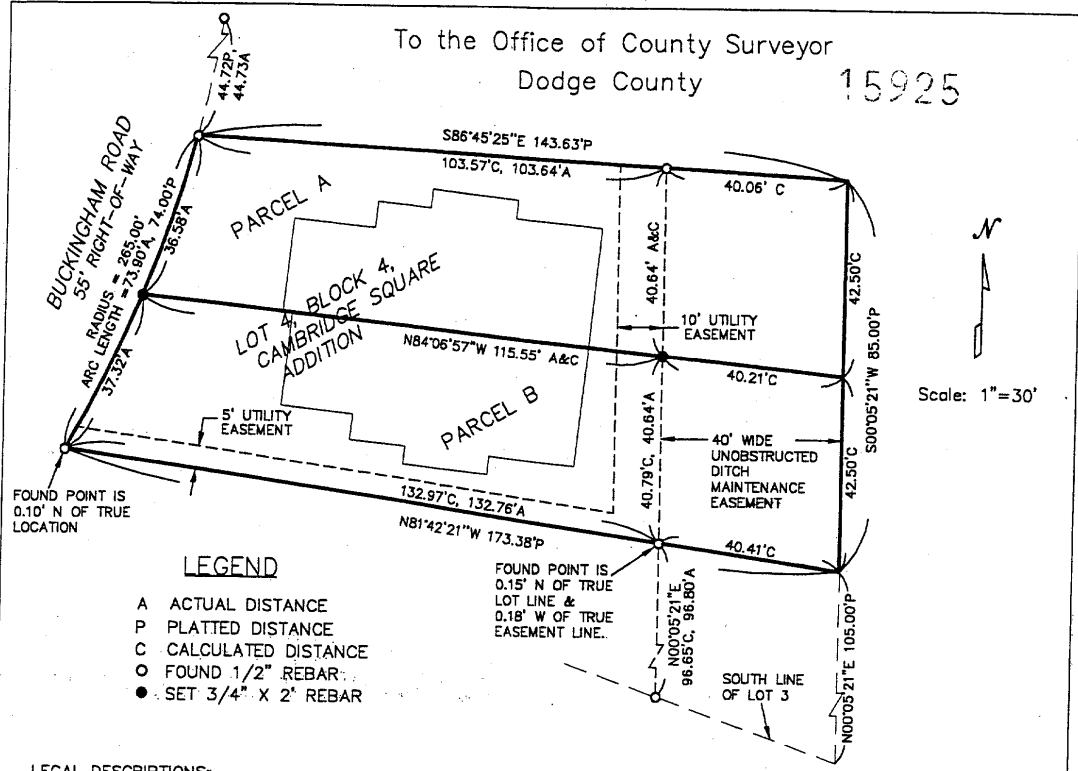 To the Office of County Surveyor
Dodge County
15925
44.72'P,
44.73'A
BUCKINGHAM ROAD
55' RIGHT-OF-WAY
RADIUS = 265.00'
ARC LENGTH =73.90'A, 74.00'P
36.58'A
37.32'A
S86°45'25"E 143.63'P
103.57'C, 103.64'A
40.06' C
PARCEL A
LOT 4, BLOCK 4,
CAMBRIDGE SQUARE
ADDITION
N84°06'57"W 115.55' A&C
40.64' A&C
10' UTILITY
EASEMENT
42.50'C
S00°05'21"W 85.00'P
40.21'C
N
Scale: 1"=30'
PARCEL B
5' UTILITY
EASEMENT
40.79'C, 40.64'A
40' WIDE
UNOBSTRUCTED
DITCH
MAINTENANCE
EASEMENT
42.50'C
FOUND POINT IS
0.10' N OF TRUE
LOCATION
132.97'C, 132.76'A
N81°42'21"W 173.38'P
40.41'C
FOUND POINT IS
0.15' N OF TRUE
LOT LINE &
0.18' W OF TRUE
EASEMENT LINE.
N00°05'21"E
96.65'C, 96.80'A
SOUTH LINE
OF LOT 3
N00°05'21"E 105.00'P
LEGEND
A ACTUAL DISTANCE
P PLATTED DISTANCE
C CALCULATED DISTANCE
FOUND 1/2" REBAR
SET 3/4" X 2' REBAR
LEGAL DESCRIPTIONS: